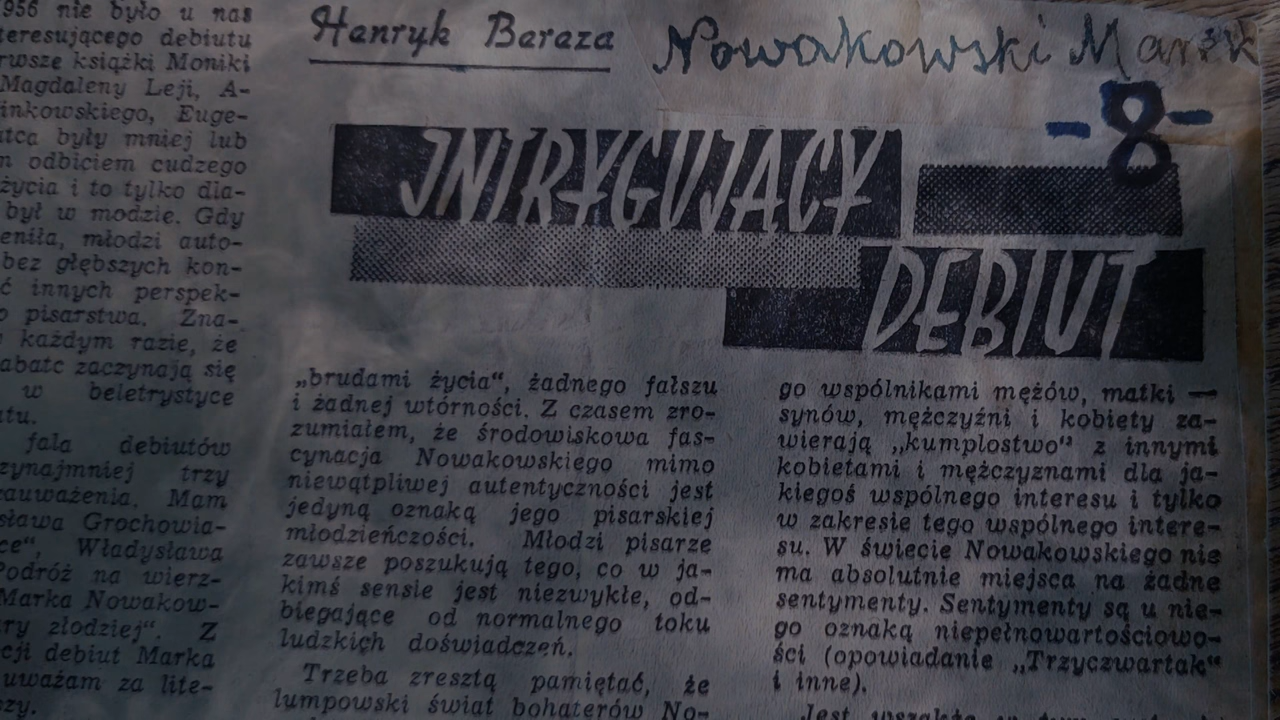 Henryk Bereza
Nowakowski Marek
-8-
JNTRYGUJĄCY
DEBIUT
1956 nie było u nas
teresującego debiutu
rwsze książki Moniki
Magdaleny Leji, A-
inkowskiego, Euge-
utca były mniej lub
m odbiciem cudzego
życia i to tylko dla-
był w modzie. Gdy
eniła, młodzi auto-
bez głębszych kon-
ć innych perspek-
o pisarstwa. Zna-
każdym razie, że
abatc zaczynają się
w beletrystyce
tu.
fala debiutów
zynajmniej trzy
zauważenia. Mam
sława Grochowia-
ce“, Władysława
Podróż na wierz-
Marka Nowakow-
ry złodziej“. Z
cji debiut Marka
uważam za lite-
zy.
„brudami życia“, żadnego fałszu
i żadnej wtórności. Z czasem zro-
zumiałem, że środowiskowa fas-
cynacja Nowakowskiego mimo
niewątpliwej autentyczności jest
jedyną oznaką jego pisarskiej
młodzieńczości. Młodzi pisarze
zawsze poszukują tego, co w ja-
kimś sensie jest niezwykłe, od-
biegające od normalnego toku
ludzkich doświadczeń.
Trzeba zresztą pamiętać, że
lumpowski świat bohaterów No-
go wspólnikami mężów, matki —
synów, mężczyźni i kobiety za-
wierają „kumplostwo“ z innymi
kobietami i mężczyznami dla ja-
kiegoś wspólnego interesu i tylko
w zakresie tego wspólnego intere-
su. W świecie Nowakowskiego nie
ma absolutnie miejsca na żadne
sentymenty. Sentymenty są u nie-
go oznaką niepełnowartościowo-
ści (opowiadanie „Trzyczwartak“
i inne).
Jest wszakże w tym